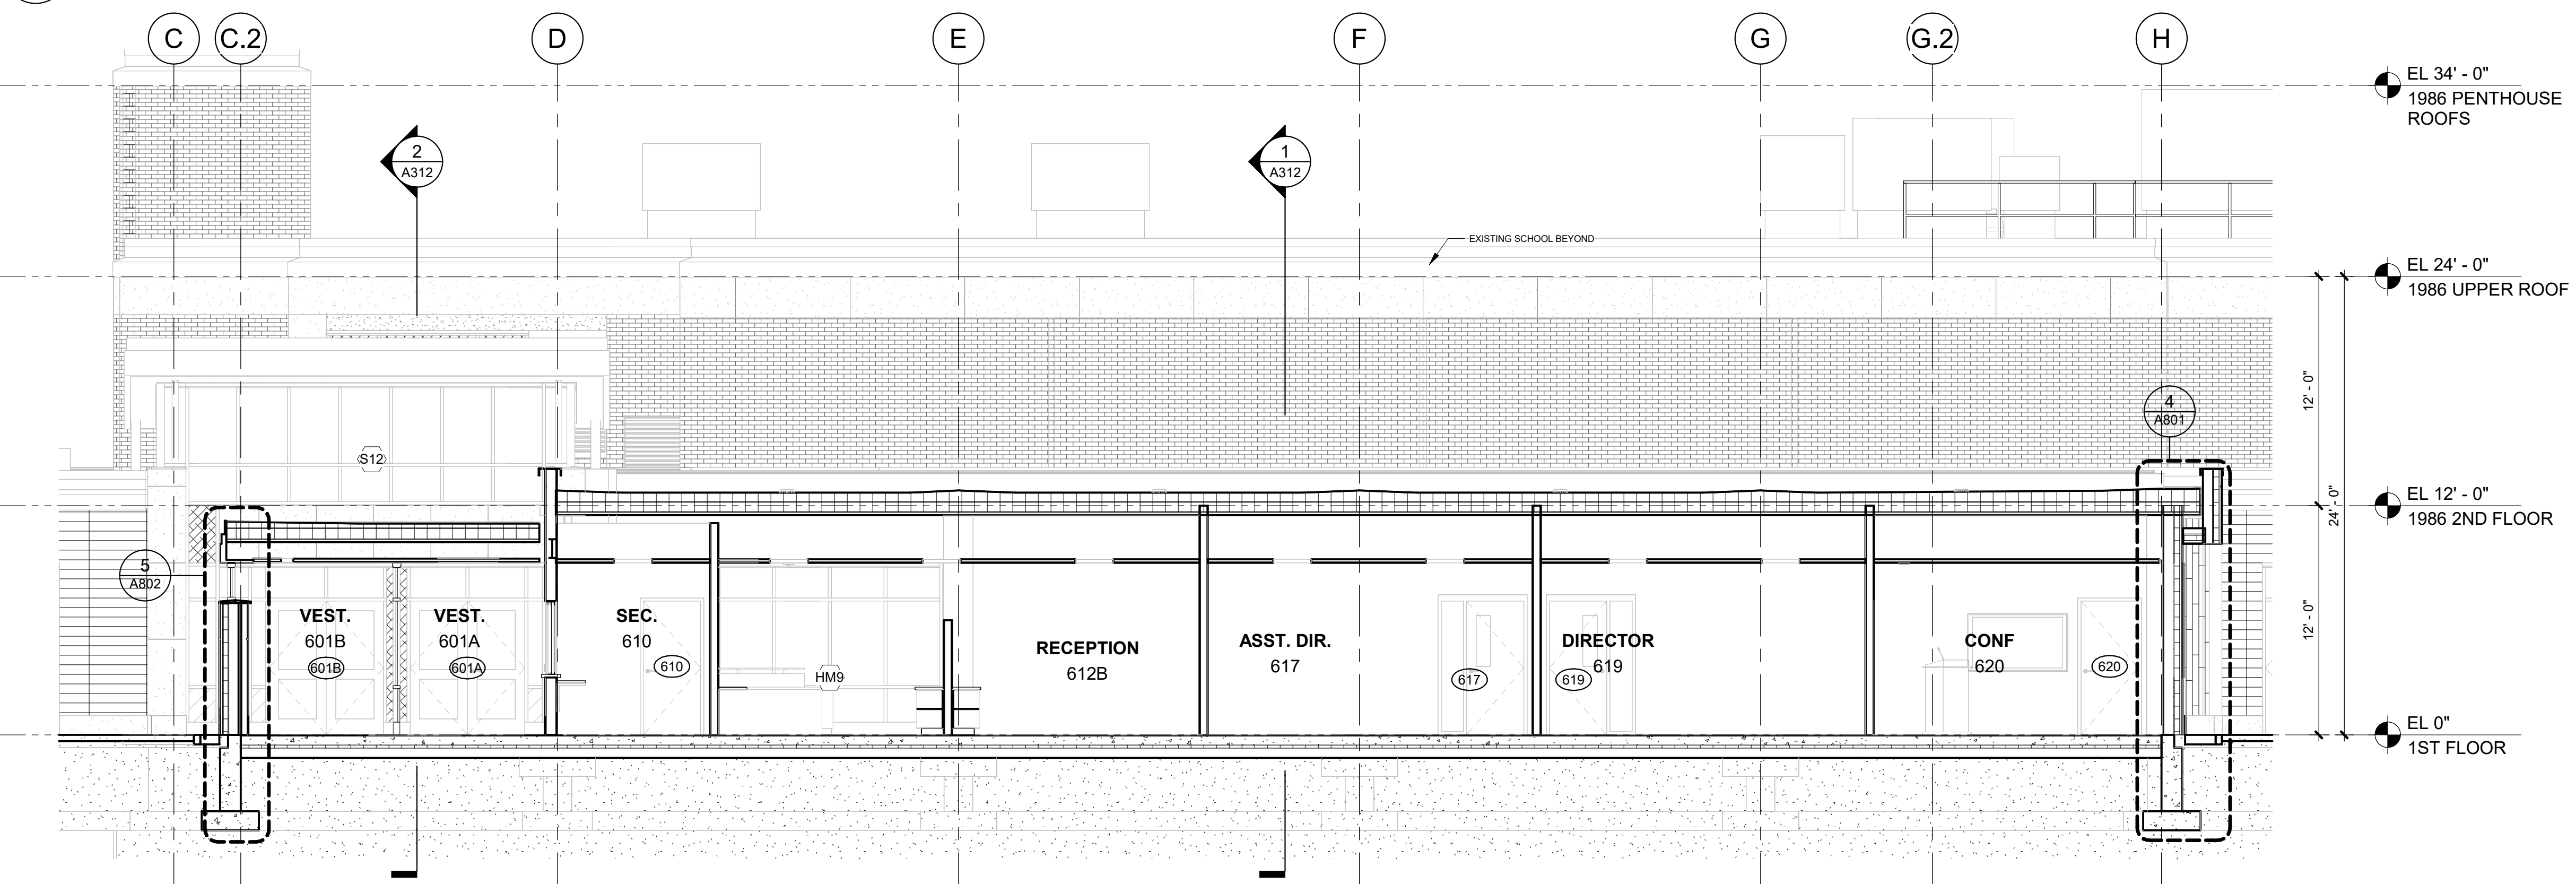 C
C.2
D
E
F
G
G.2
H
EL 34' - 0"
1986 PENTHOUSE
ROOFS
2
A312
1
A312
EXISTING SCHOOL BEYOND
EL 24' - 0"
1986 UPPER ROOF
12' - 0"
4
A801
S12
24' - 0"
EL 12' - 0"
1986 2ND FLOOR
5
A802
VEST.
601B
601B
VEST.
601A
601A
SEC.
610
610
HM9
RECEPTION
612B
ASST. DIR.
617
617
DIRECTOR
619
619
CONF
620
620
12' - 0"
EL 0"
1ST FLOOR